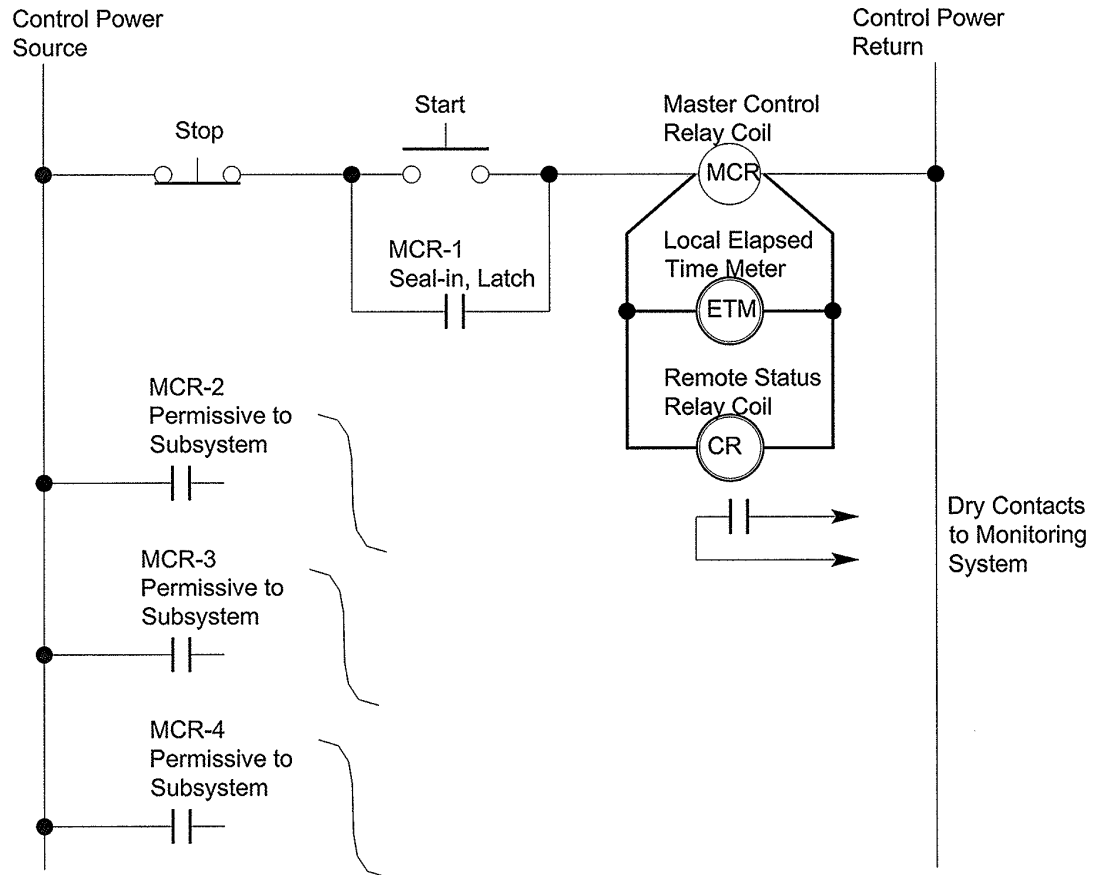 Control Power
Source
Control Power
Return
Stop
Start
Master Control
Relay Coil
MCR
MCR-1
Seal-in, Latch
Local Elapsed
Time Meter
ETM
Remote Status
Relay Coil
CR
MCR-2
Permissive to
Subsystem
Dry Contacts
to Monitoring
System
MCR-3
Permissive to
Subsystem
MCR-4
Permissive to
Subsystem